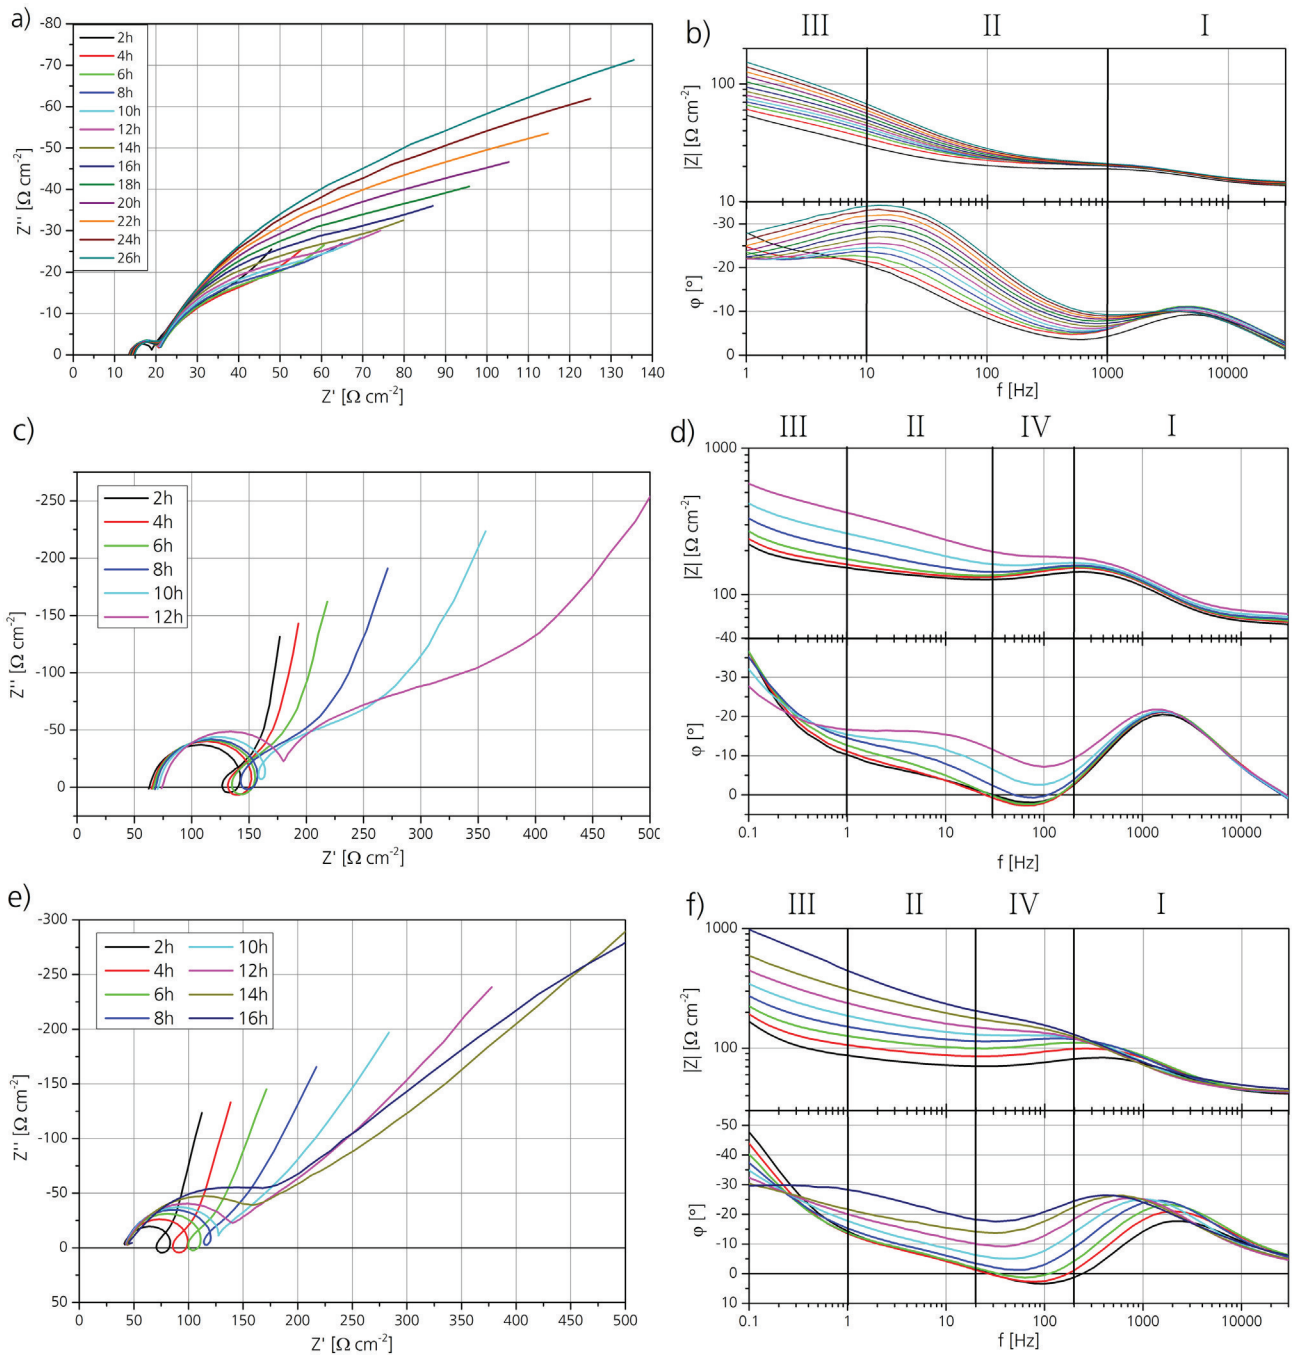 a)
-80
-70
-60
-50
-40
-30
-20
-10
0
Z'' [Ω cm⁻²]
2h
4h
6h
8h
10h
12h
14h
16h
18h
20h
22h
24h
26h
0 10 20 30 40 50 60 70 80 90 100 110 120 130 140
Z' [Ω cm⁻²]
b)
III II I
100
10
|Z| [Ω cm⁻²]
-30
-20
-10
0
φ [°]
1 10 100 1000 10000
f [Hz]
c)
-250
-200
-150
-100
-50
0
Z'' [Ω cm⁻²]
2h
4h
6h
8h
10h
12h
0 50 100 150 200 250 300 350 400 450 500
Z' [Ω cm⁻²]
d)
III II IV I
1000
100
-40
|Z| [Ω cm⁻²]
-30
-20
-10
0
φ [°]
0.1 1 10 100 1000 10000
f [Hz]
e)
-300
-250
-200
-150
-100
-50
0
50
Z'' [Ω cm⁻²]
2h 10h
4h 12h
6h 14h
8h 16h
0 50 100 150 200 250 300 350 400 450 500
Z' [Ω cm⁻²]
f)
III II IV I
1000
100
|Z| [Ω cm⁻²]
-50
-40
-30
-20
-10
0
10
φ [°]
0.1 1 10 100 1000 10000
f [Hz]